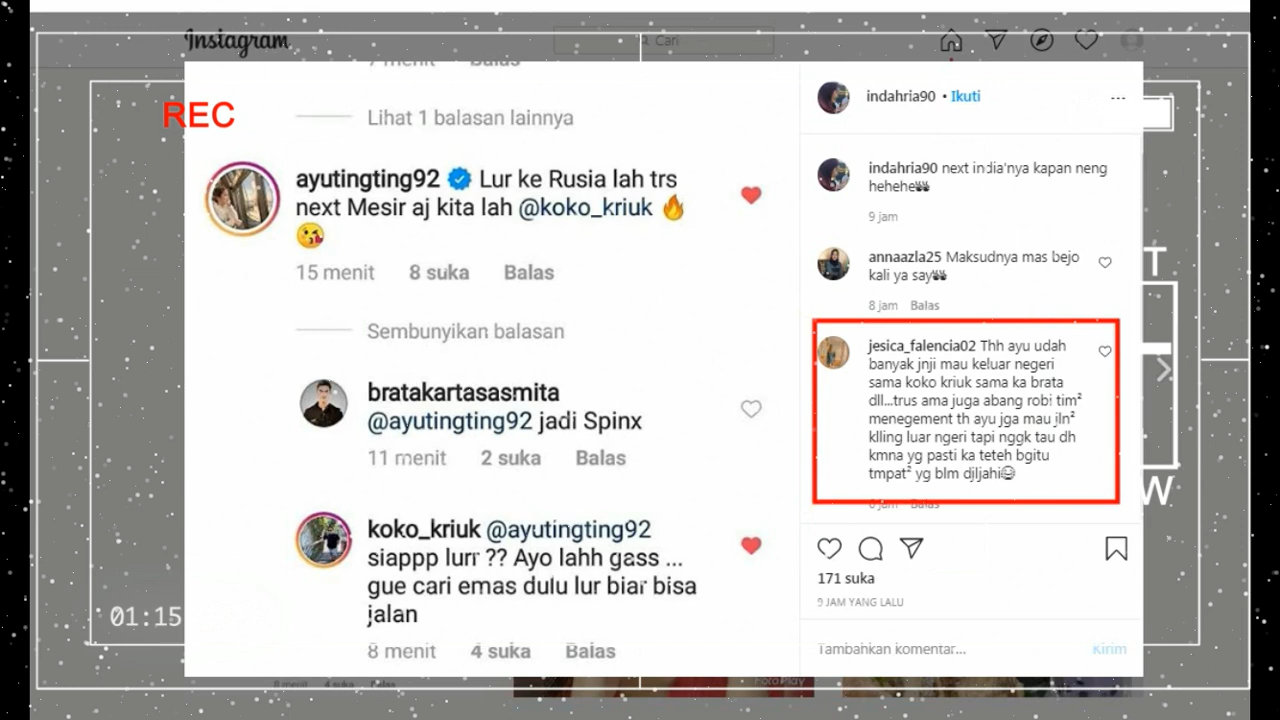 Instagram
Cari
REC
7 menit Balas
Lihat 1 balasan lainnya
ayutingting92 Lur ke Rusia lah trs
next Mesir aj kita lah @koko_kriuk 🔥
😘
15 menit 8 suka Balas
Sembunyikan balasan
bratakartasasmita
@ayutingting92 jadi Spinx
11 menit 2 suka Balas
koko_kriuk @ayutingting92
siappp lurr ?? Ayo lahh gass ...
gue cari emas dulu lur biar bisa
jalan
8 menit 4 suka Balas
indahria90 • Ikuti
indahria90 next india'nya kapan neng
hehehe
9 jam
annaazla25 Maksudnya mas bejo
kali ya say
8 jam Balas
jesica_falencia02 Thh ayu udah
banyak jnji mau keluar negeri
sama koko kriuk sama ka brata
dll...trus ama juga abang robi tim²
menegement th ayu jga mau jln²
klling luar ngeri tapi nggk tau dh
kmna yg pasti ka teteh bgitu
tmpat² yg blm djljahi😂
Balas
171 suka
9 JAM YANG LALU
Tambahkan komentar...
Kirim
01:15
T
W
8 menit 4 suka Balas
FotoPlay